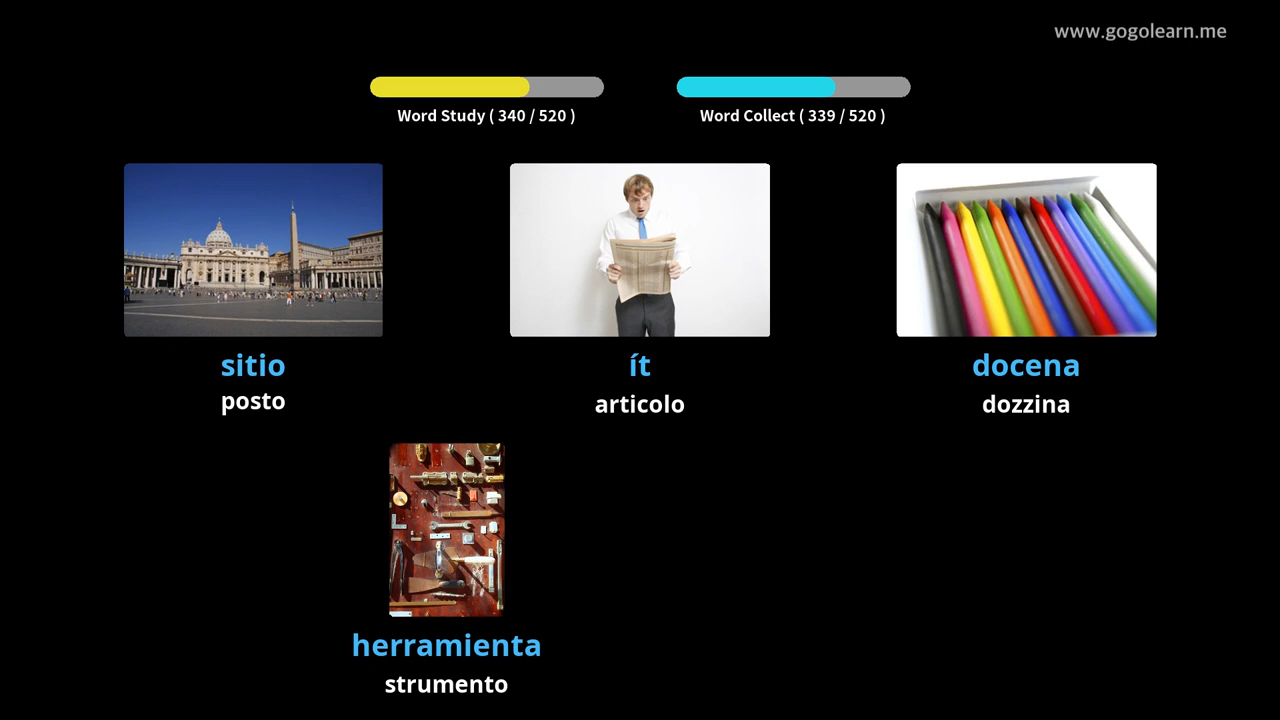 www.gogolearn.me
Word Study ( 340 / 520 )
Word Collect ( 339 / 520 )
sitio
posto
ít
articolo
docena
dozzina
herramienta
strumento